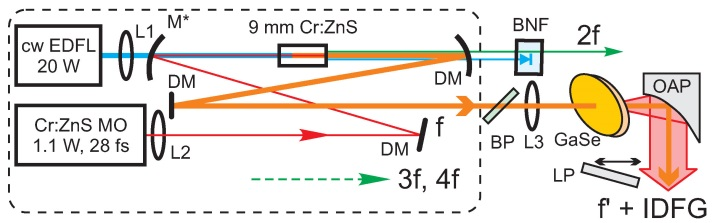 cw EDFL
20 W
L1
M*
9 mm Cr:ZnS
BNF
2f
DM
DM
OAP
Cr:ZnS MO
1.1 W, 28 fs
L2
DM
f
BP
L3
GaSe
LP
3f, 4f
f' + IDFG